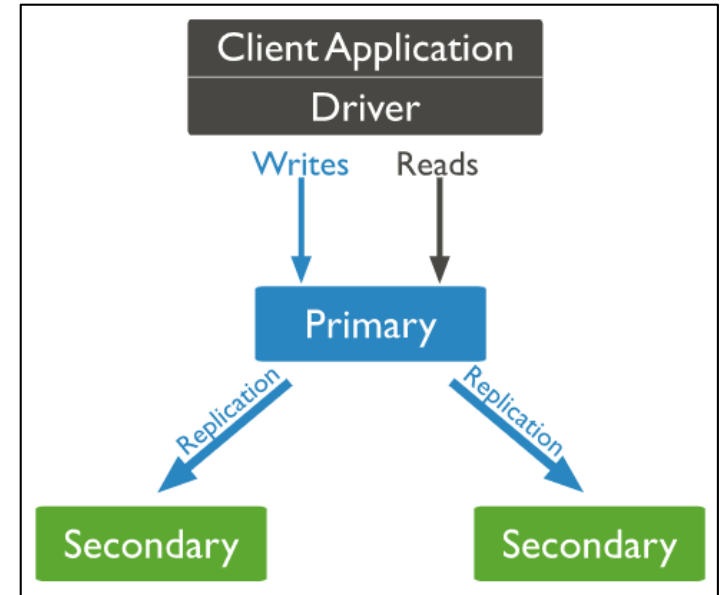 Client Application
Driver
Writes Reads
Primary
Replication Replication
Secondary Secondary